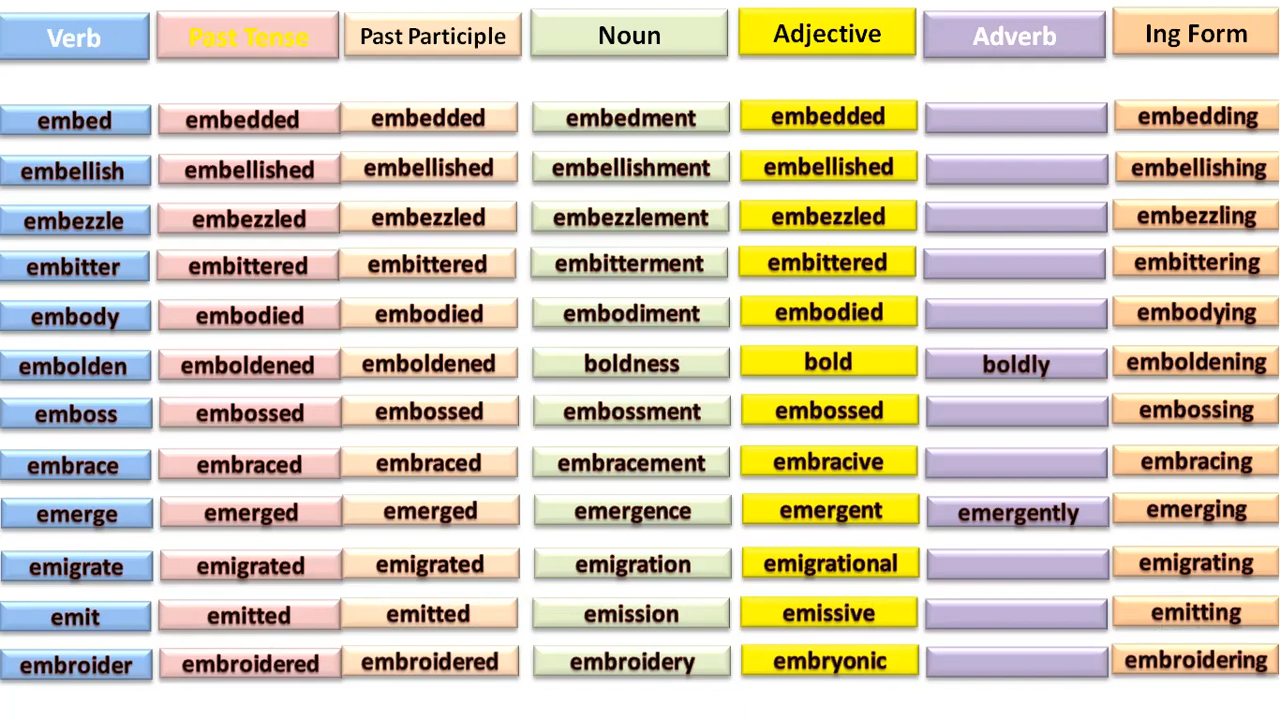 Verb Past Tense Past Participle Noun Adjective Adverb Ing Form
embed embedded embedded embedment embedded embedding
embellish embellished embellished embellishment embellished embellishing
embezzle embezzled embezzled embezzlement embezzled embezzling
embitter embittered embittered embitterment embittered embittering
embody embodied embodied embodiment embodied embodying
embolden emboldened emboldened boldness bold boldly emboldening
emboss embossed embossed embossment embossed embossing
embrace embraced embraced embracement embracive embracing
emerge emerged emerged emergence emergent emergently emerging
emigrate emigrated emigrated emigration emigrational emigrating
emit emitted emitted emission emissive emitting
embroider embroidered embroidered embroidery embryonic embroidering